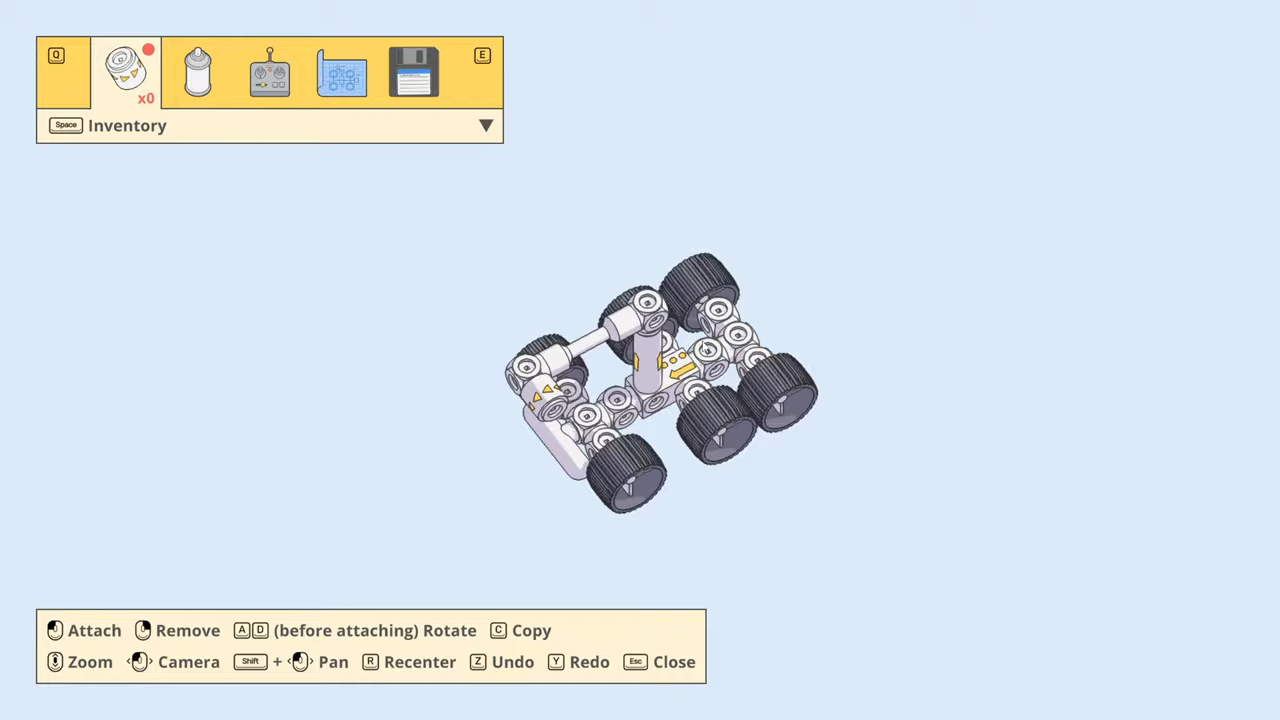 Q
E
x0
Space Inventory
Attach Remove A D (before attaching) Rotate C Copy
Zoom Camera Shift + Pan R Recenter Z Undo Y Redo Esc Close